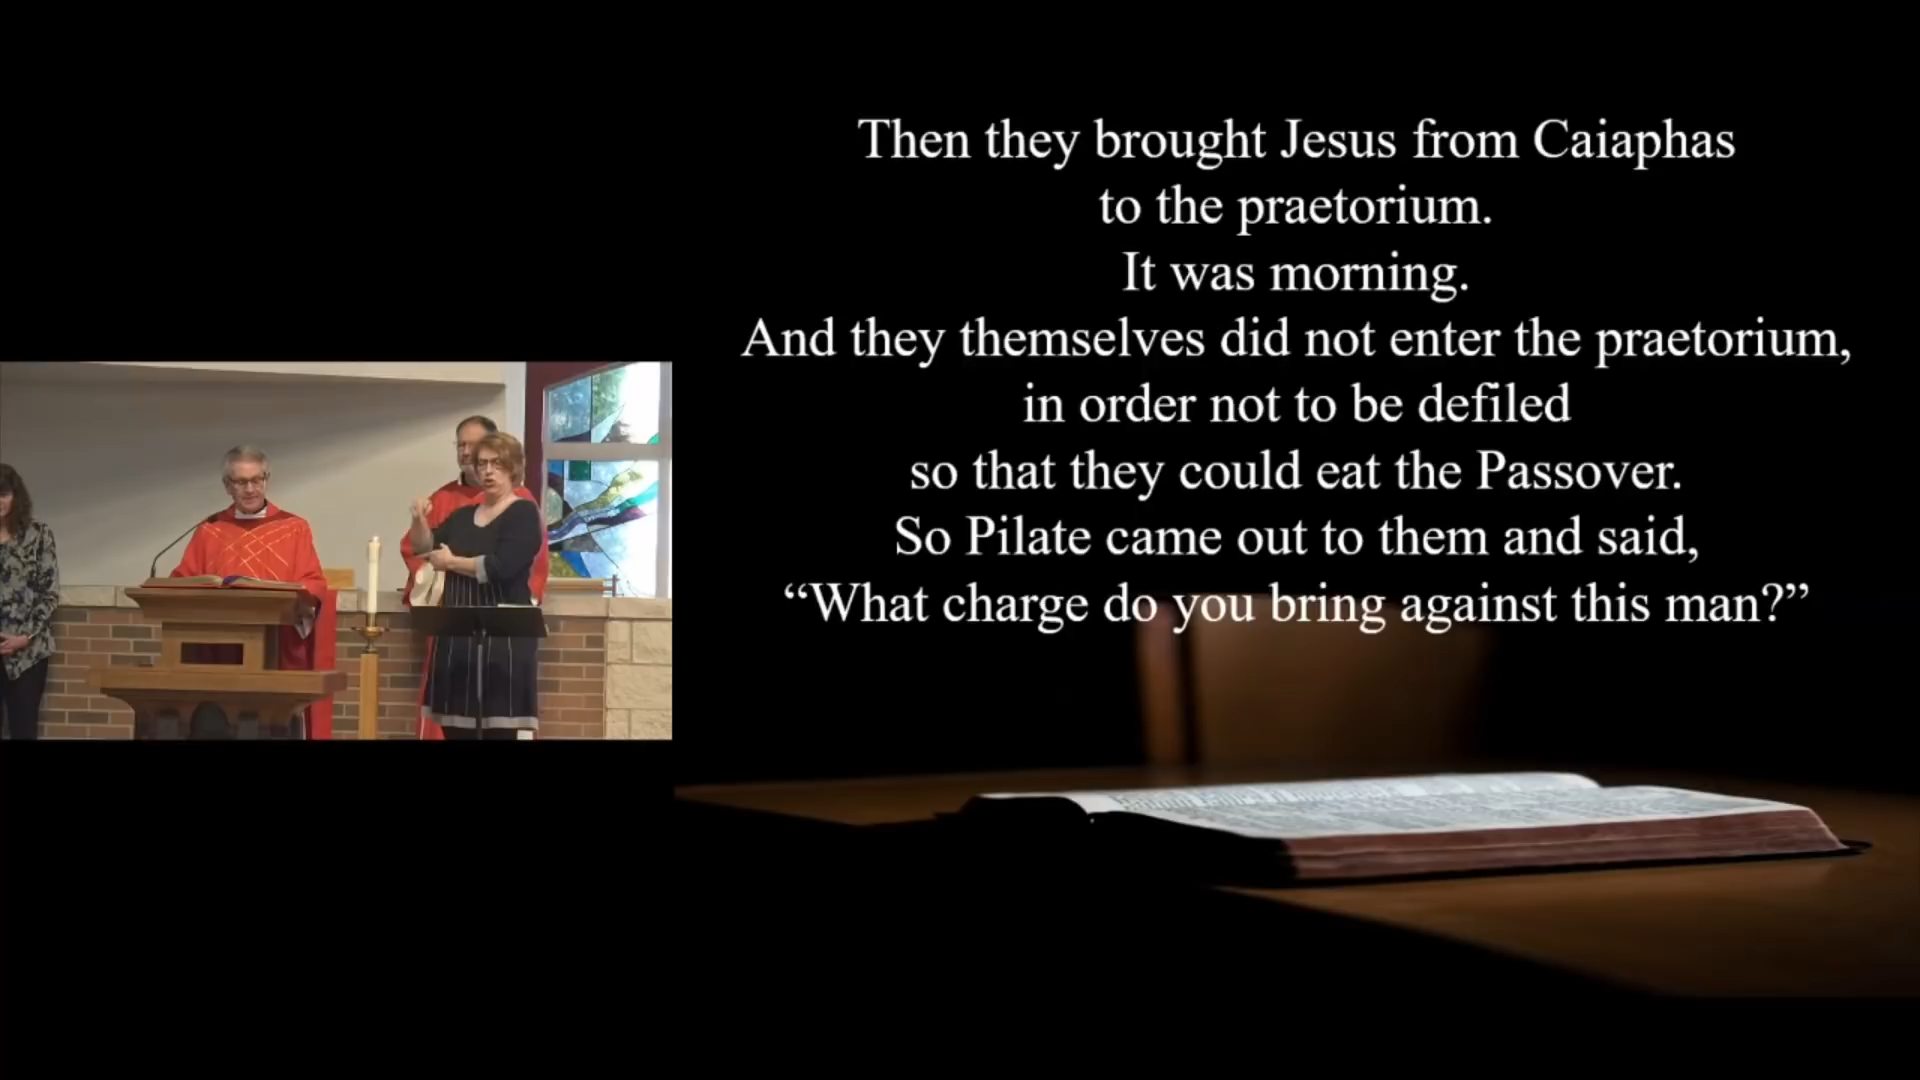 Then they brought Jesus from Caiaphas
to the praetorium.
It was morning.
And they themselves did not enter the praetorium,
in order not to be defiled
so that they could eat the Passover.
So Pilate came out to them and said,
“What charge do you bring against this man?”